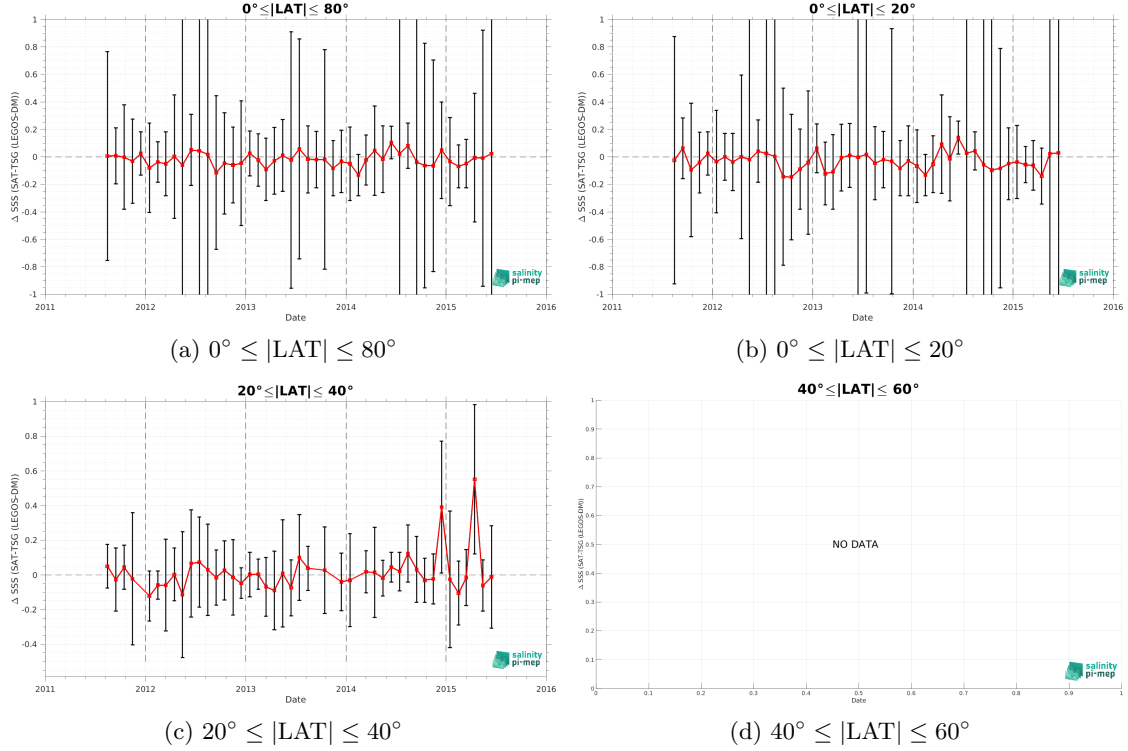 0°≤|LAT|≤ 80°
Δ SSS (SAT-TSG (LEGOS-DM))
1
0.8
0.6
0.4
0.2
0
-0.2
-0.4
-0.6
-0.8
-1
2011
2012
2013
2014
2015
2016
Date
salinity
pi-mep
(a) 0° ≤ |LAT| ≤ 80°
0°≤|LAT|≤ 20°
Δ SSS (SAT-TSG (LEGOS-DM))
1
0.8
0.6
0.4
0.2
0
-0.2
-0.4
-0.6
-0.8
-1
2011
2012
2013
2014
2015
2016
Date
salinity
pi-mep
(b) 0° ≤ |LAT| ≤ 20°
20°≤|LAT|≤ 40°
Δ SSS (SAT-TSG (LEGOS-DM))
1
0.8
0.6
0.4
0.2
0
-0.2
-0.4
2011
2012
2013
2014
2015
2016
Date
salinity
pi-mep
(c) 20° ≤ |LAT| ≤ 40°
40°≤|LAT|≤ 60°
Δ SSS (SAT-TSG (LEGOS-DM))
1
0.9
0.8
0.7
0.6
0.5
0.4
0.3
0.2
0.1
0
NO DATA
0
0.1
0.2
0.3
0.4
0.5
0.6
0.7
0.8
0.9
1
Date
salinity
pi-mep
(d) 40° ≤ |LAT| ≤ 60°